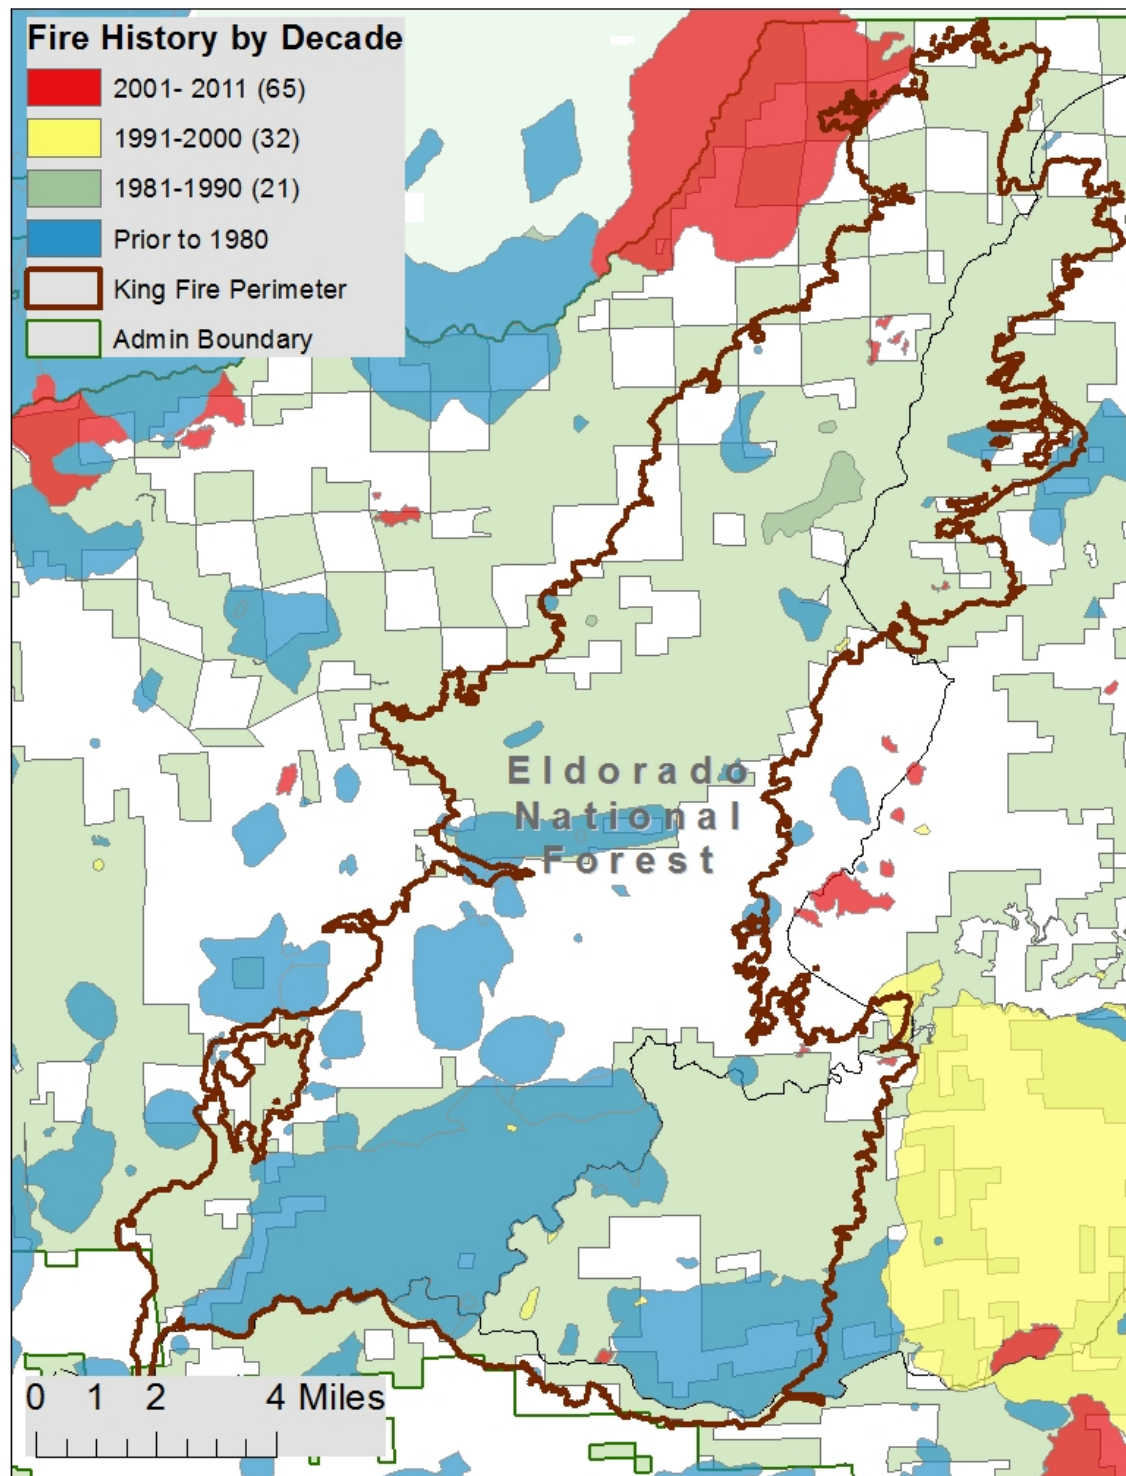 Fire History by Decade
2001- 2011 (65)
1991-2000 (32)
1981-1990 (21)
Prior to 1980
King Fire Perimeter
Admin Boundary
Eldorado
National
Forest
0 1 2 4 Miles